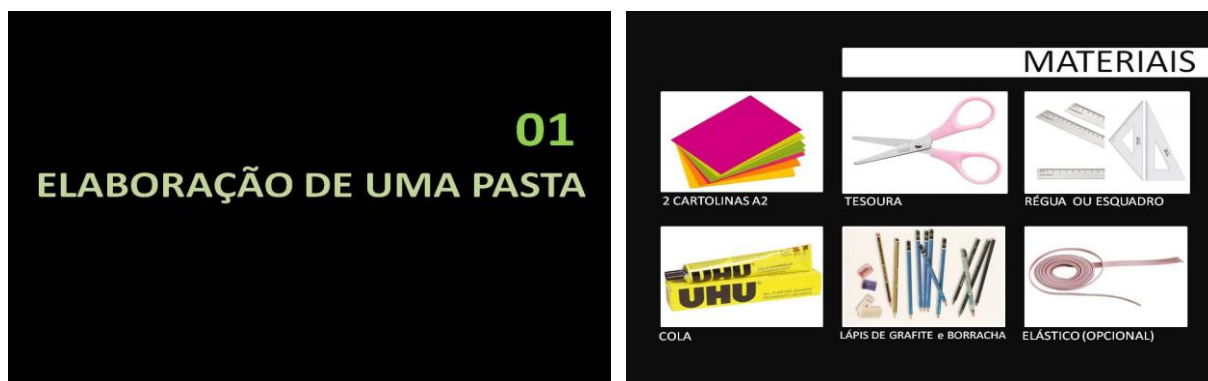 01
ELABORAÇÃO DE UMA PASTA
MATERIAIS
2 CARTOLINAS A2
TESOURA
RÉGUA OU ESQUADRO
UHU
UHU
COLA
LÁPIS DE GRAFITE e BORRACHA
ELÁSTICO (OPCIONAL)